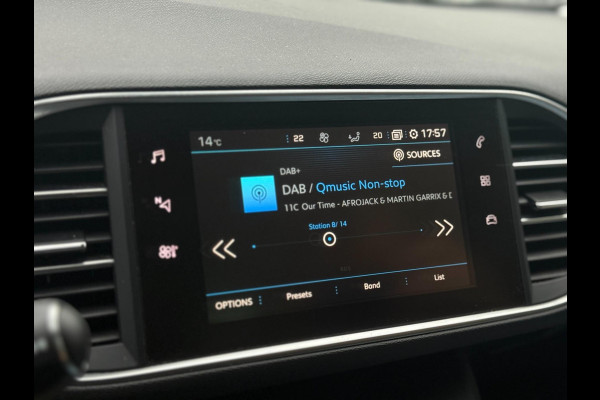 14°C 22 20 17:57
SOURCES
DAB+
DAB / Qmusic Non-stop
11C Our Time - AFROJACK & MARTIN GARRIX & D
Station 8/ 14
OPTIONS Presets Band List
N